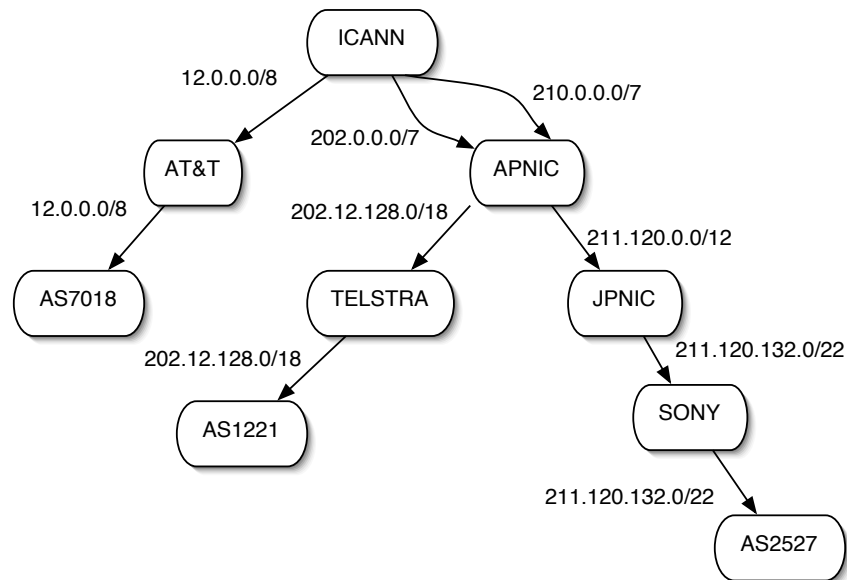 ICANN
12.0.0.0/8
210.0.0.0/7
202.0.0.0/7
AT&T
APNIC
12.0.0.0/8
202.12.128.0/18
211.120.0.0/12
AS7018
TELSTRA
JPNIC
202.12.128.0/18
211.120.132.0/22
AS1221
SONY
211.120.132.0/22
AS2527